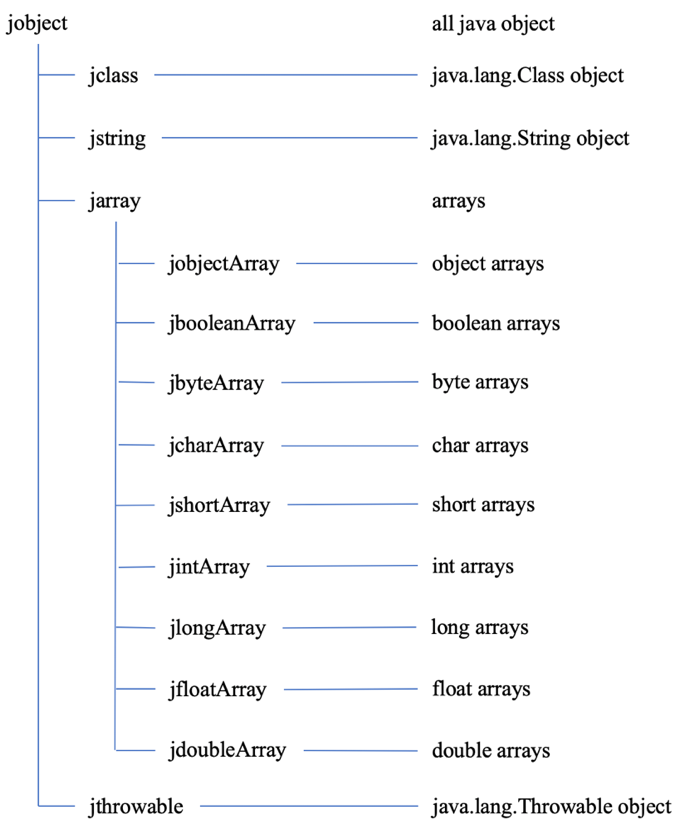 jobject all java object
jclass java.lang.Class object
jstring java.lang.String object
jarray arrays
jobjectArray object arrays
jbooleanArray boolean arrays
jbyteArray byte arrays
jcharArray char arrays
jshortArray short arrays
jintArray int arrays
jlongArray long arrays
jfloatArray float arrays
jdoubleArray double arrays
jthrowable java.lang.Throwable object